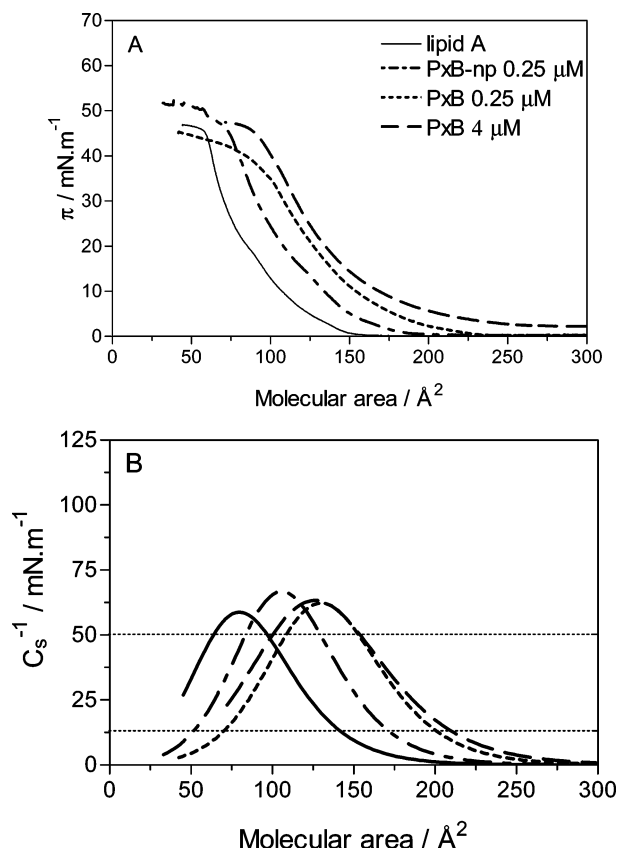 A
lipid A
PxB-np 0.25 μM
PxB 0.25 μM
PxB 4 μM
70
60
50
40
30
20
10
0
π / mN.m⁻¹
0 50 100 150 200 250 300
Molecular area / Å²
B
125
100
75
50
25
0
Cₛ⁻¹ / mN.m⁻¹
0 50 100 150 200 250 300
Molecular area / Å²